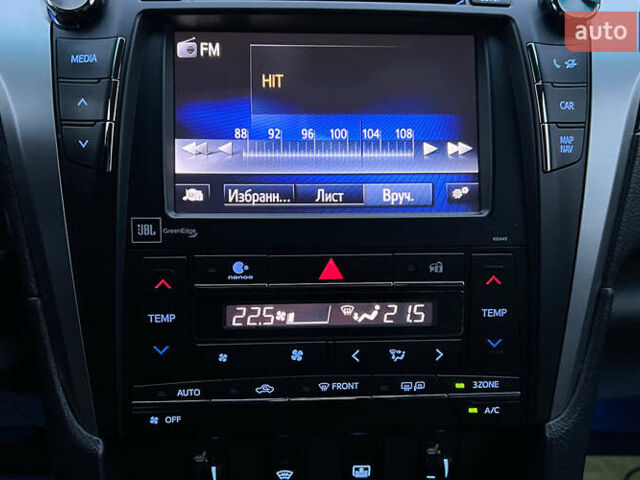 auto
MEDIA
FM
HIT
CAR
88 92 96 100 104 108
MAP NAV
Избранн... Лист Вруч.
JBL GreenEdge
nanoe
TEMP
22.5
21.5
TEMP
AUTO
FRONT
3ZONE
OFF
A/C